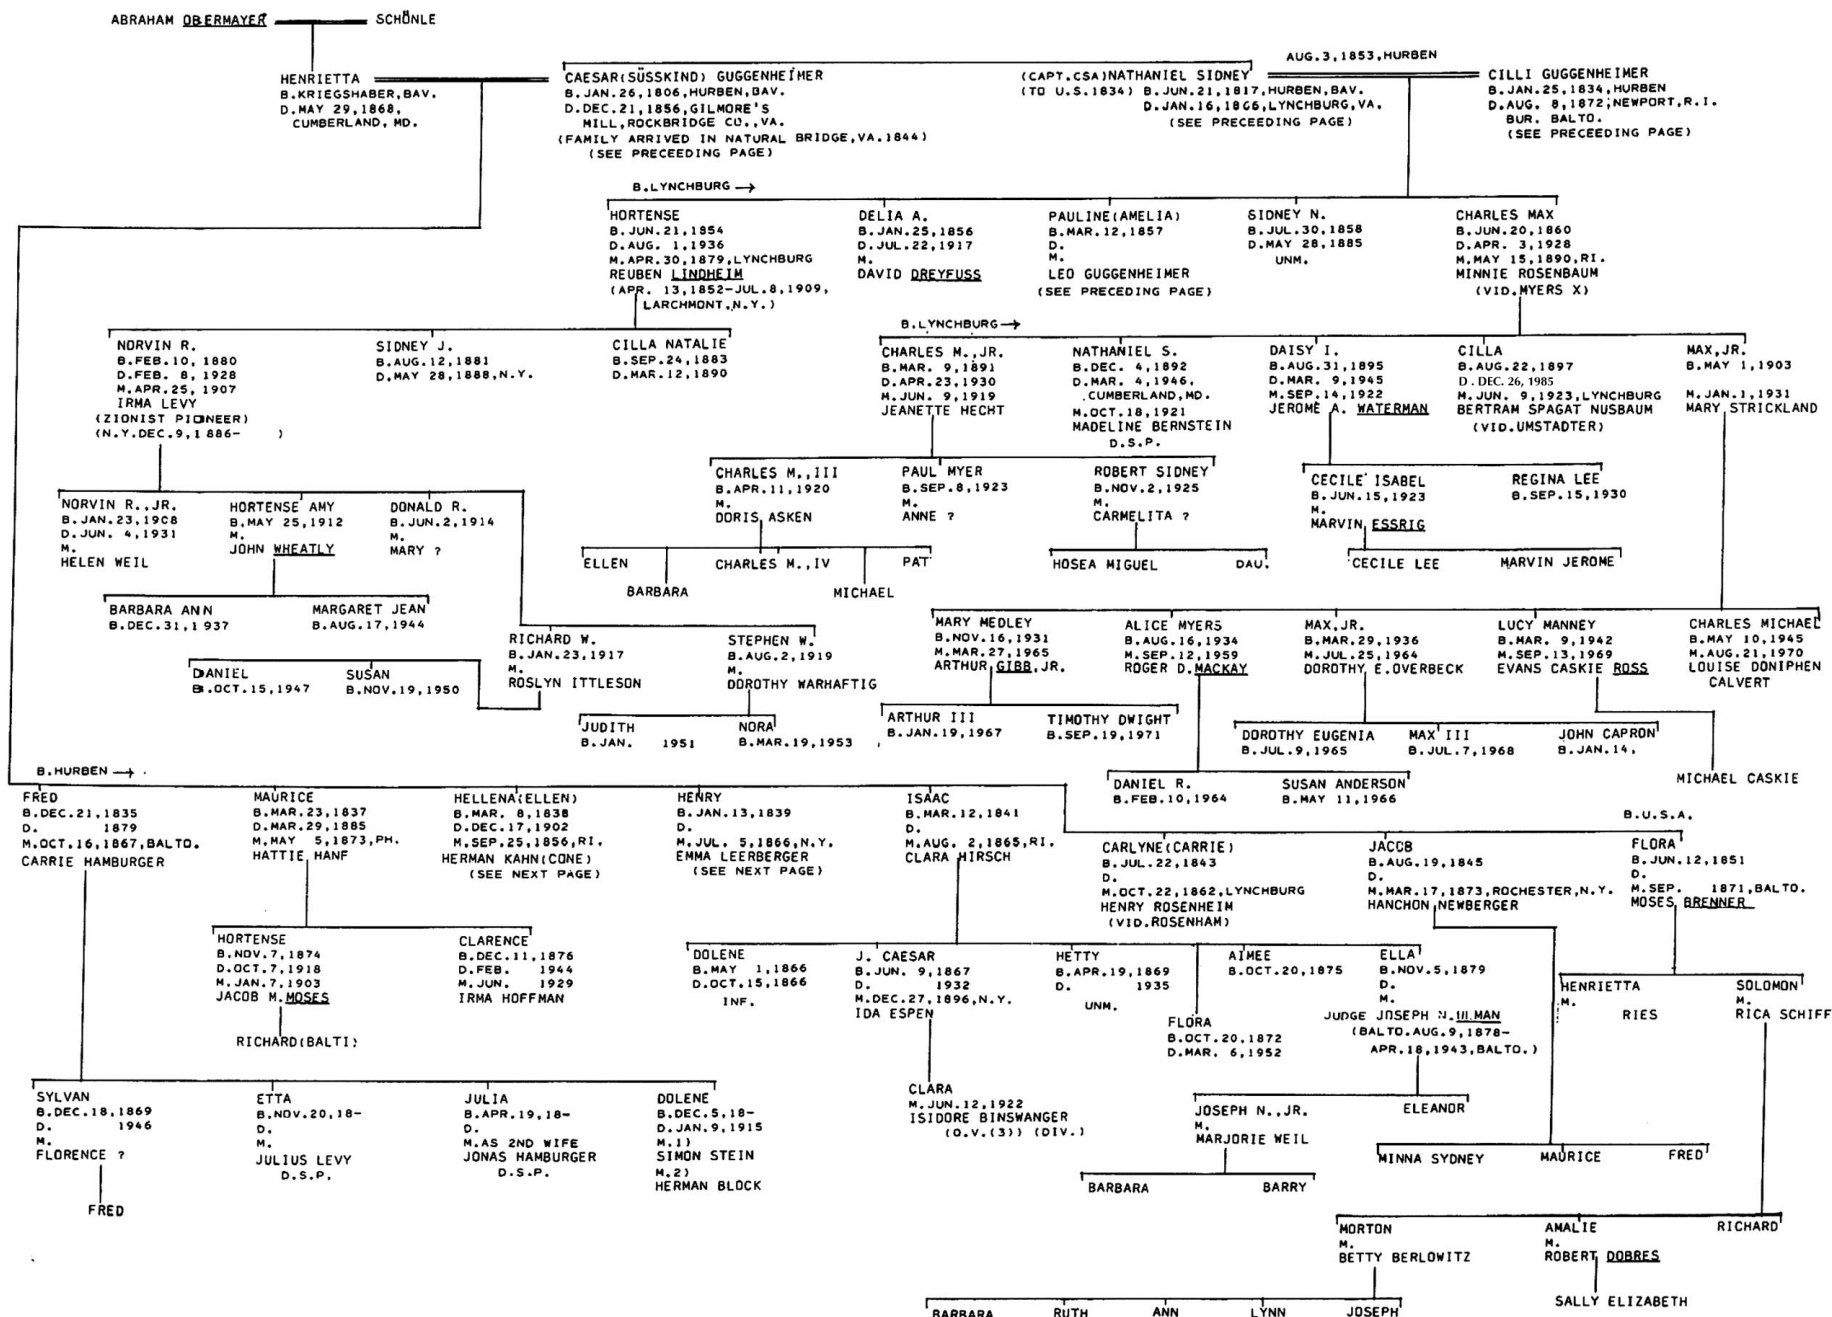 ABRAHAM OBERMAYER
SCHÖNLE
HENRIETTA
B.KRIEGSHABER,BAV.
D.MAY 29,1868,
CUMBERLAND, MD.
CAESAR(SÜSSKIND) GUGGENHEIMER
B.JAN.26,1806,HURBEN,BAV.
D.DEC.21,1856,GILMORE'S
MILL,ROCKBRIDGE CO.,VA.
(FAMILY ARRIVED IN NATURAL BRIDGE,VA.1844)
(SEE PRECEEDING PAGE)
AUG.3,1853,HURBEN
(CAPT.CSA)NATHANIEL SIDNEY
(TO U.S.1834) B.JUN.21,1817,HURBEN,BAV.
D.JAN.16,1866,LYNCHBURG,VA.
(SEE PRECEEDING PAGE)
CILLI GUGGENHEIMER
B.JAN.25,1834,HURBEN
D.AUG. 8,1872;NEWPORT,R.I.
BUR. BALTO.
(SEE PRECEEDING PAGE)
B.LYNCHBURG →
HORTENSE
B.JUN.21,1854
D.AUG. 1,1936
M.APR.30,1879,LYNCHBURG
REUBEN LINDHEIM
(APR. 13,1852-JUL.8,1909,
LARCHMONT,N.Y.)
DELIA A.
B.JAN.25,1856
D.JUL.22,1917
M.
DAVID DREYFUSS
PAULINE(AMELIA)
B.MAR.12,1857
D.
M.
LEO GUGGENHEIMER
(SEE PRECEDING PAGE)
SIDNEY N.
B.JUL.30,1858
D.MAY 28,1885
UNM.
CHARLES MAX
B.JUN.20,1860
D.APR. 3,1928
M.MAY 15,1890,RI.
MINNIE ROSENBAUM
(VID.MYERS X)
NORVIN R.
B.FEB.10, 1880
D.FEB. 8, 1928
M.APR.25, 1907
IRMA LEVY
(ZIONIST PIONEER)
(N.Y.DEC.9,1886- )
SIDNEY J.
B.AUG.12,1881
D.MAY 28,1888,N.Y.
CILLA NATALIE
B.SEP.24,1883
D.MAR.12,1890
B.LYNCHBURG →
CHARLES M.,JR.
B.MAR. 9,1891
D.APR.23,1930
M.JUN. 9,1919
JEANETTE HECHT
NATHANIEL S.
B.DEC. 4,1892
D.MAR. 4,1946,
CUMBERLAND,MD.
M.OCT.18,1921
MADELINE BERNSTEIN
D.S.P.
DAISY I.
B.AUG.31,1895
D.MAR. 9,1945
M.SEP.14,1922
JEROME A. WATERMAN
CILLA
B.AUG.22,1897
D. DEC. 26, 1985
M.JUN. 9,1923,LYNCHBURG
BERTRAM SPAGAT NUSBAUM
(VID.UMSTADTER)
MAX,JR.
B.MAY 1,1903
M.JAN.1,1931
MARY STRICKLAND
NORVIN R.,JR.
B.JAN.23,1908
D.JUN. 4,1931
M.
HELEN WEIL
HORTENSE AMY
B.MAY 25,1912
M.
JOHN WHEATLY
DONALD R.
B.JUN.2,1914
M.
MARY ?
CHARLES M.,III
B.APR.11,1920
M.
DORIS ASKEN
PAUL MYER
B.SEP.8,1923
M.
ANNE ?
ROBERT SIDNEY
B.NOV.2,1925
M.
CARMELITA ?
CECILE ISABEL
B.JUN.15,1923
M.
MARVIN ESSRIG
REGINA LEE
B.SEP.15,1930
ELLEN
BARBARA
CHARLES M.,IV
MICHAEL
PAT
HOSEA MIGUEL
DAU.
CECILE LEE
MARVIN JEROME
BARBARA ANN
B.DEC.31,1937
MARGARET JEAN
B.AUG.17,1944
RICHARD W.
B.JAN.23,1917
M.
ROSLYN ITTLESON
STEPHEN W.
B.AUG.2,1919
M.
DOROTHY WARHAFTIG
MARY MEDLEY
B.NOV.16,1931
M.MAR.27,1965
ARTHUR GIBB,JR.
ALICE MYERS
B.AUG.16,1934
M.SEP.12,1959
ROGER D.MACKAY
MAX,JR.
B.MAR.29,1936
M.JUL.25,1964
DOROTHY E.OVERBECK
LUCY MANNEY
B.MAR. 9,1942
M.SEP.13,1969
EVANS CASKIE ROSS
CHARLES MICHAEL
B.MAY 10,1945
M.AUG.21,1970
LOUISE DONIPHEN
CALVERT
DANIEL
B.OCT.15,1947
SUSAN
B.NOV.19,1950
JUDITH
B.JAN. 1951
NORA
B.MAR.19,1953
ARTHUR III
B.JAN.19,1967
TIMOTHY DWIGHT
B.SEP.19,1971
DOROTHY EUGENIA
B.JUL.9,1965
MAX III
B.JUL.7,1968
JOHN CAPRON
B.JAN.14,
MICHAEL CASKIE
DANIEL R.
B.FEB.10,1964
SUSAN ANDERSON
B.MAY 11,1966
B.HURBEN →
FRED
B.DEC.21,1835
D. 1879
M.OCT.16,1867,BALTO.
CARRIE HAMBURGER
MAURICE
B.MAR.23,1837
D.MAR.29,1885
M.MAY 5,1873,PH.
HATTIE HANF
HELLENA(ELLEN)
B.MAR. 8,1838
D.DEC.17,1902
M.SEP.25,1856,RI.
HERMAN KAHN(CONE)
(SEE NEXT PAGE)
HENRY
B.JAN.13,1839
D.
M.JUL. 5,1866,N.Y.
EMMA LEERBERGER
(SEE NEXT PAGE)
ISAAC
B.MAR.12,1841
D.
M.AUG. 2,1865,RI.
CLARA HIRSCH
B.U.S.A.
CARLYNE(CARRIE)
B.JUL.22,1843
D.
M.OCT.22,1862,LYNCHBURG
HENRY ROSENHEIM
(VID.ROSENHAM)
JACOB
B.AUG.19,1845
D.
M.MAR.17,1873,ROCHESTER,N.Y.
HANCHON NEWBERGER
FLORA
B.JUN.12,1851
D.
M.SEP. 1871,BALTO.
MOSES BRENNER
HORTENSE
B.NOV.7,1874
D.OCT.7,1918
M.JAN.7,1903
JACOB M.MOSES
CLARENCE
B.DEC.11,1876
D.FEB. 1944
M.JUN. 1929
IRMA HOFFMAN
RICHARD(BALTI)
DOLENE
B.MAY 1,1866
D.OCT.15,1866
INF.
J. CAESAR
B.JUN. 9,1867
D. 1932
M.DEC.27,1896,N.Y.
IDA ESPEN
HETTY
B.APR.19,1869
D. 1935
UNM.
FLORA
B.OCT.20,1872
D.MAR. 6,1952
AIMEE
B.OCT.20,1875
ELLA
B.NOV.5,1879
D.
M.
JUDGE JOSEPH N.ULMAN
(BALTO.AUG.9,1878-
APR.18,1943,BALTO.)
HENRIETTA
M.
RIES
SOLOMON
M.
RICA SCHIFF
SYLVAN
B.DEC.18,1869
D. 1946
M.
FLORENCE ?
FRED
ETTA
B.NOV.20,18-
D.
M.
JULIUS LEVY
D.S.P.
JULIA
B.APR.19,18-
D.
M.AS 2ND WIFE
JONAS HAMBURGER
D.S.P.
DOLENE
B.DEC.5,18-
D.JAN.9,1915
M.1)
SIMON STEIN
M.2)
HERMAN BLOCK
CLARA
M.JUN.12,1922
ISIDORE BINSWANGER
(Q.V.(3)) (DIV.)
JOSEPH N.,JR.
M.
MARJORIE WEIL
ELEANOR
BARBARA
BARRY
MINNA SYDNEY
MAURICE
FRED
MORTON
M.
BETTY BERLOWITZ
AMALIE
M.
ROBERT DOBRES
RICHARD
SALLY ELIZABETH
BARBARA
RUTH
ANN
LYNN
JOSEPH